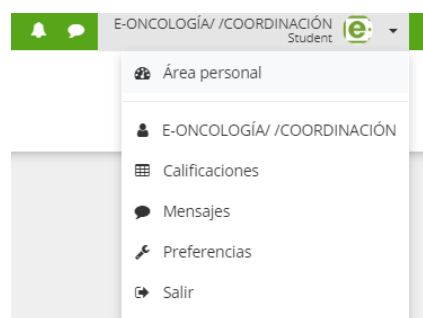 E-ONCOLOGÍA/ /COORDINACIÓN
Student
e
Área personal
E-ONCOLOGÍA/ /COORDINACIÓN
Calificaciones
Mensajes
Preferencias
Salir